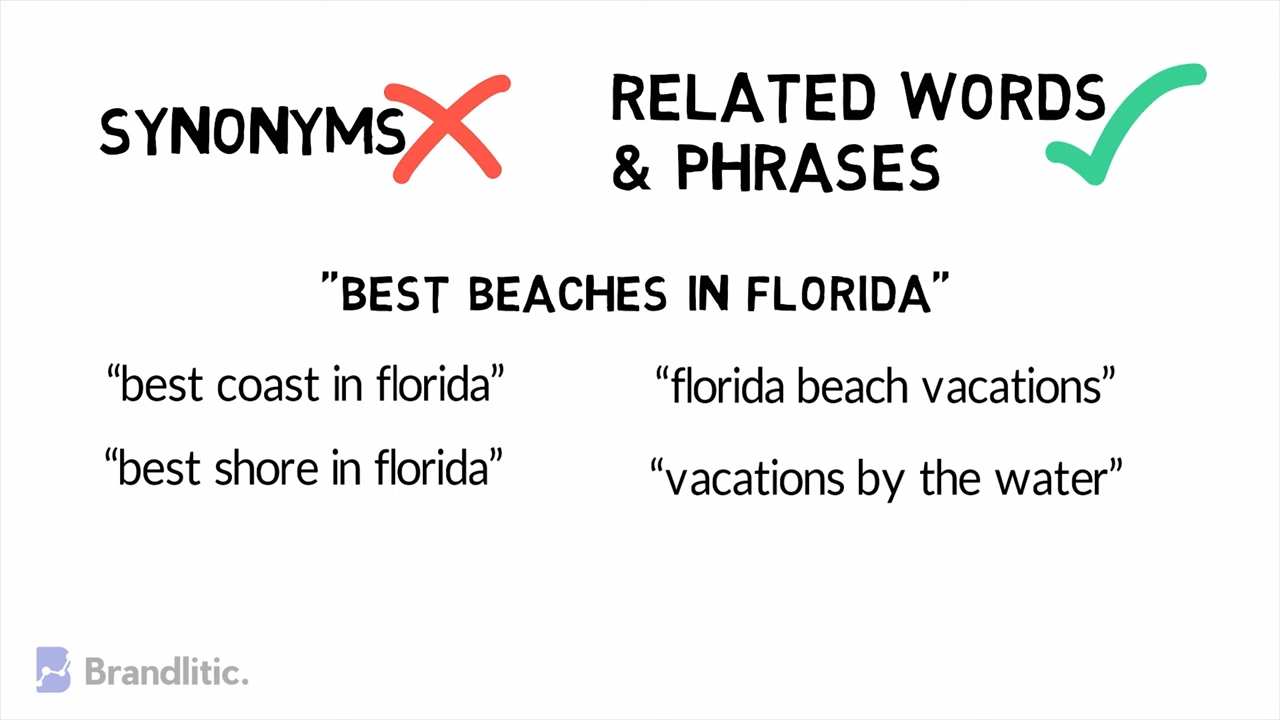 SYNONYMS
RELATED WORDS
& PHRASES
"BEST BEACHES IN FLORIDA"
“best coast in florida”
“florida beach vacations”
“best shore in florida”
“vacations by the water”
Brandlitic.